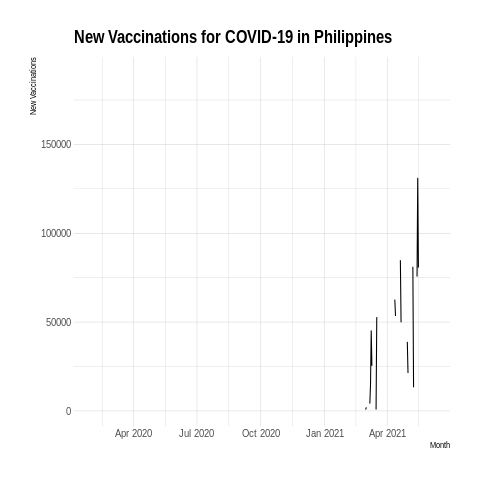 New Vaccinations for COVID-19 in Philippines
New Vaccinations
150000
100000
50000
0
Apr 2020 Jul 2020 Oct 2020 Jan 2021 Apr 2021
Month